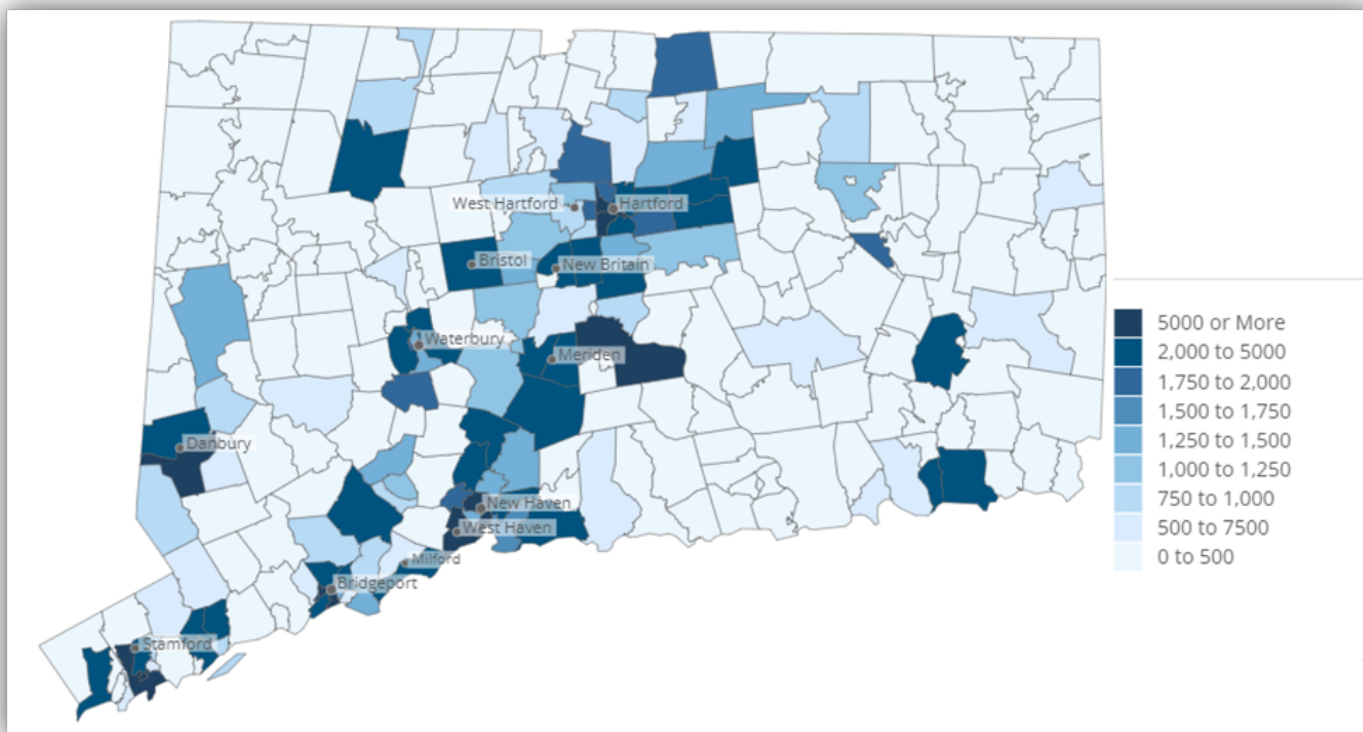 West Hartford
Hartford
Bristol
New Britain
Waterbury
Meriden
Danbury
New Haven
West Haven
Milford
Bridgeport
Stamford
5000 or More
2,000 to 5000
1,750 to 2,000
1,500 to 1,750
1,250 to 1,500
1,000 to 1,250
750 to 1,000
500 to 7500
0 to 500